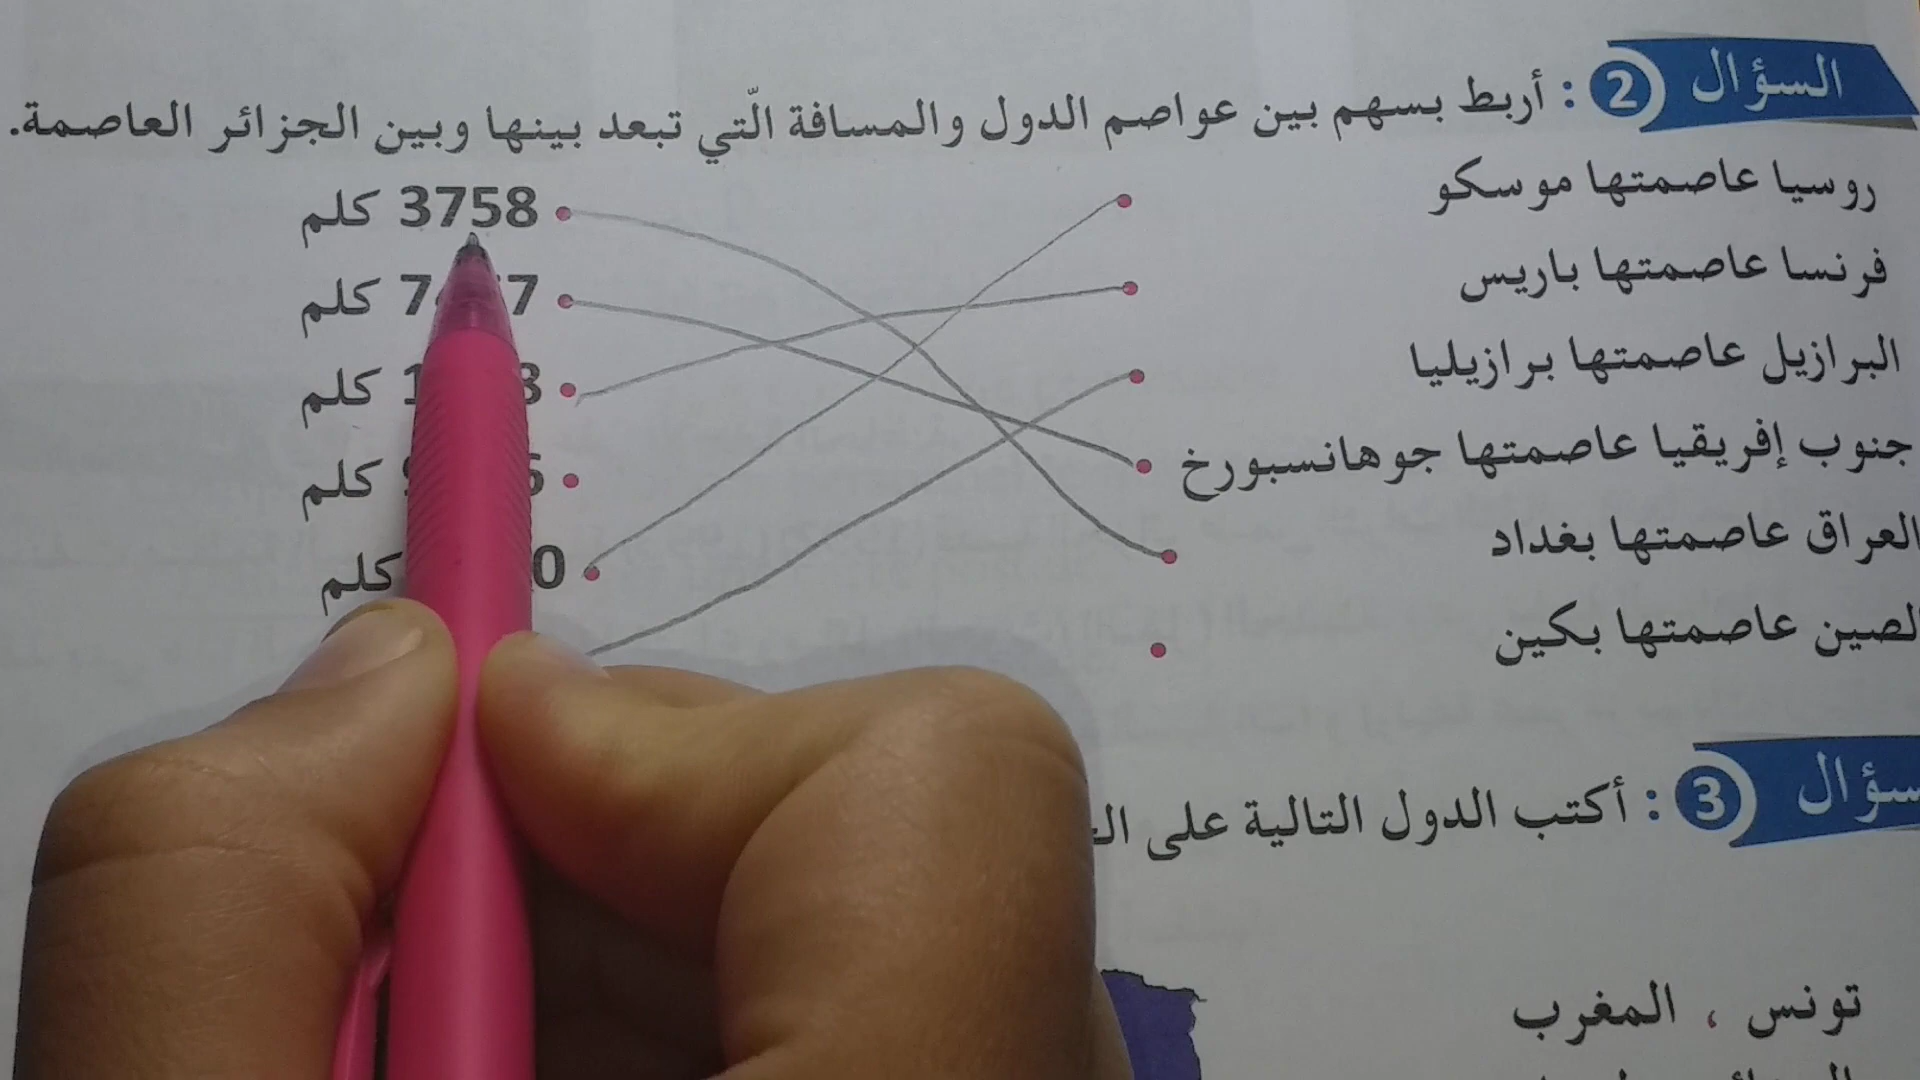 السؤال 2 : أربط بسهم بين عواصم الدول والمسافة الّتي تبعد بينها وبين الجزائر العاصمة.
روسيا عاصمتها موسكو
3758 كلم
فرنسا عاصمتها باريس
كلم
البرازيل عاصمتها برازيليا
كلم
جنوب إفريقيا عاصمتها جوهانسبورخ
كلم
العراق عاصمتها بغداد
كلم
الصين عاصمتها بكين
سؤال 3 : أكتب الدول التالية على
تونس ، المغرب